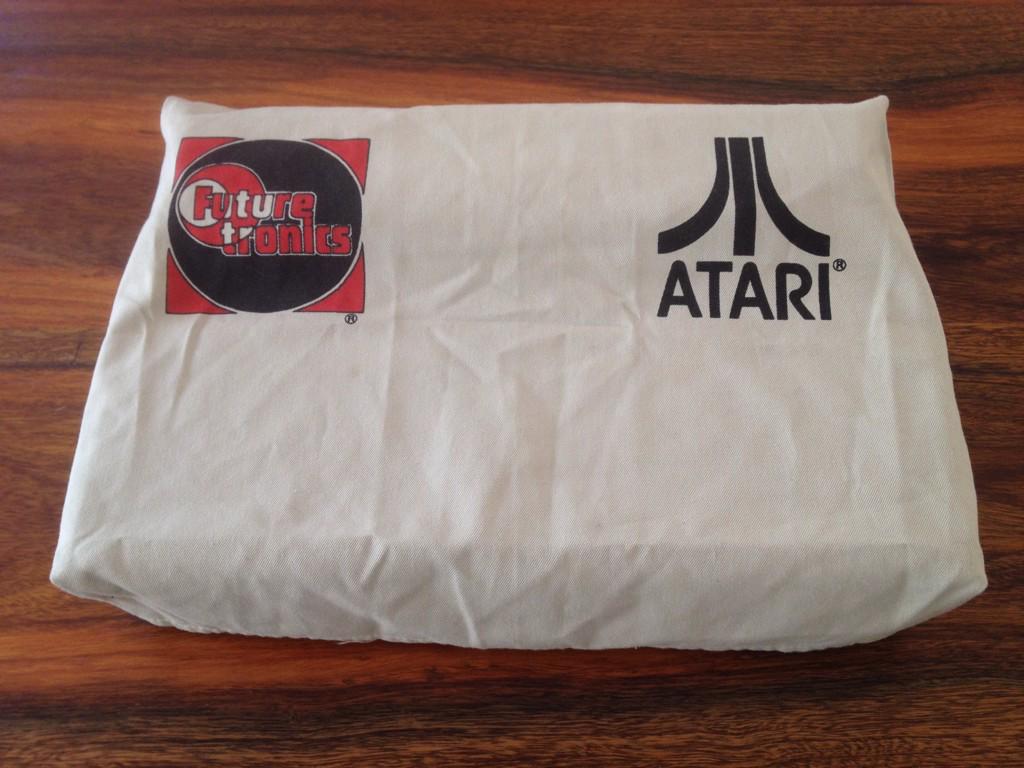 Future
tronics
®
ATARI®